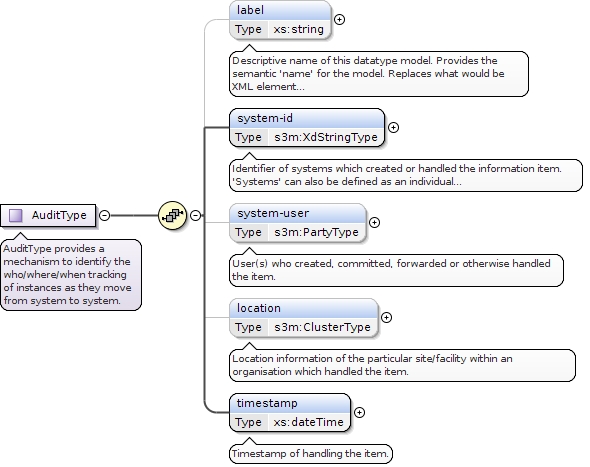 label
Type xs:string
Descriptive name of this datatype model. Provides the
semantic 'name' for the model. Replaces what would be
XML element...
system-id
Type s3m:XdStringType
Identifier of systems which created or handled the information item.
'Systems' can also be defined as an individual...
AuditType
AuditType provides a
mechanism to identify the
who/where/when tracking
of instances as they move
from system to system.
system-user
Type s3m:PartyType
User(s) who created, committed, forwarded or otherwise handled
the item.
location
Type s3m:ClusterType
Location information of the particular site/facility within an
organisation which handled the item.
timestamp
Type xs:dateTime
Timestamp of handling the item.